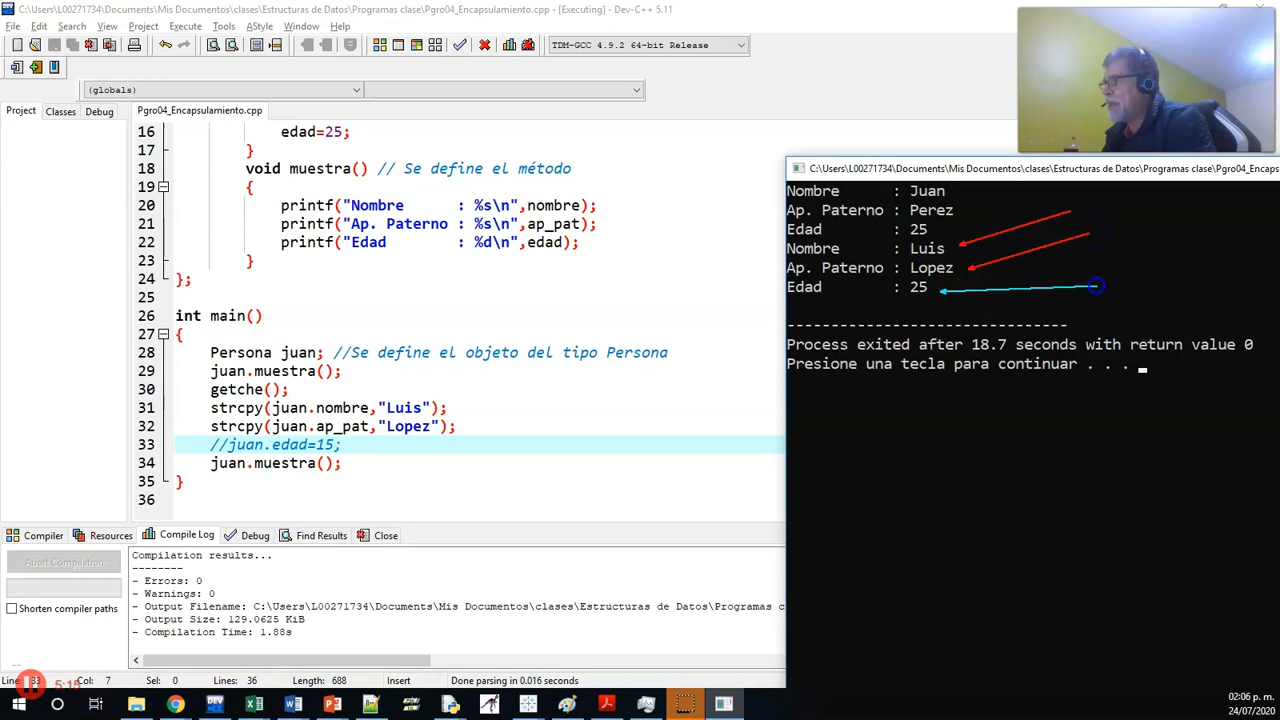 C:\Users\L00271734\Documents\Mis Documentos\clases\Estructuras de Datos\Programas clase\Pgro04_Encapsulamiento.cpp - [Executing] - Dev-C++ 5.11
File Edit Search View Project Execute Tools AStyle Window Help
TDM-GCC 4.9.2 64-bit Release
(globals)
Project Classes Debug
Pgro04_Encapsulamiento.cpp
16 edad=25;
17 }
18 void muestra() // Se define el método
19 {
20 printf("Nombre      : %s\n",nombre);
21 printf("Ap. Paterno : %s\n",ap_pat);
22 printf("Edad        : %d\n",edad);
23 }
24 };
25
26 int main()
27 {
28 Persona juan; //Se define el objeto del tipo Persona
29 juan.muestra();
30 getche();
31 strcpy(juan.nombre,"Luis");
32 strcpy(juan.ap_pat,"Lopez");
33 //juan.edad=15;
34 juan.muestra();
35 }
36
C:\Users\L00271734\Documents\Mis Documentos\clases\Estructuras de Datos\Programas clase\Pgro04_Encaps
Nombre      : Juan
Ap. Paterno : Perez
Edad        : 25
Nombre      : Luis
Ap. Paterno : Lopez
Edad        : 25
--------------------------------
Process exited after 18.7 seconds with return value 0
Presione una tecla para continuar . . .
Compiler Resources Compile Log Debug Find Results Close
Abort Compilation
Shorten compiler paths
Compilation results...
--------
- Errors: 0
- Warnings: 0
- Output Filename: C:\Users\L00271734\Documents\Mis Documentos\clases\Estructuras de Datos\Programas c
- Output Size: 129.0625 KiB
- Compilation Time: 1.88s
33 Col: 7 Sel: 0 Lines: 36 Length: 688 Insert Done parsing in 0.016 seconds
5:15
02:06 p. m.
24/07/2020